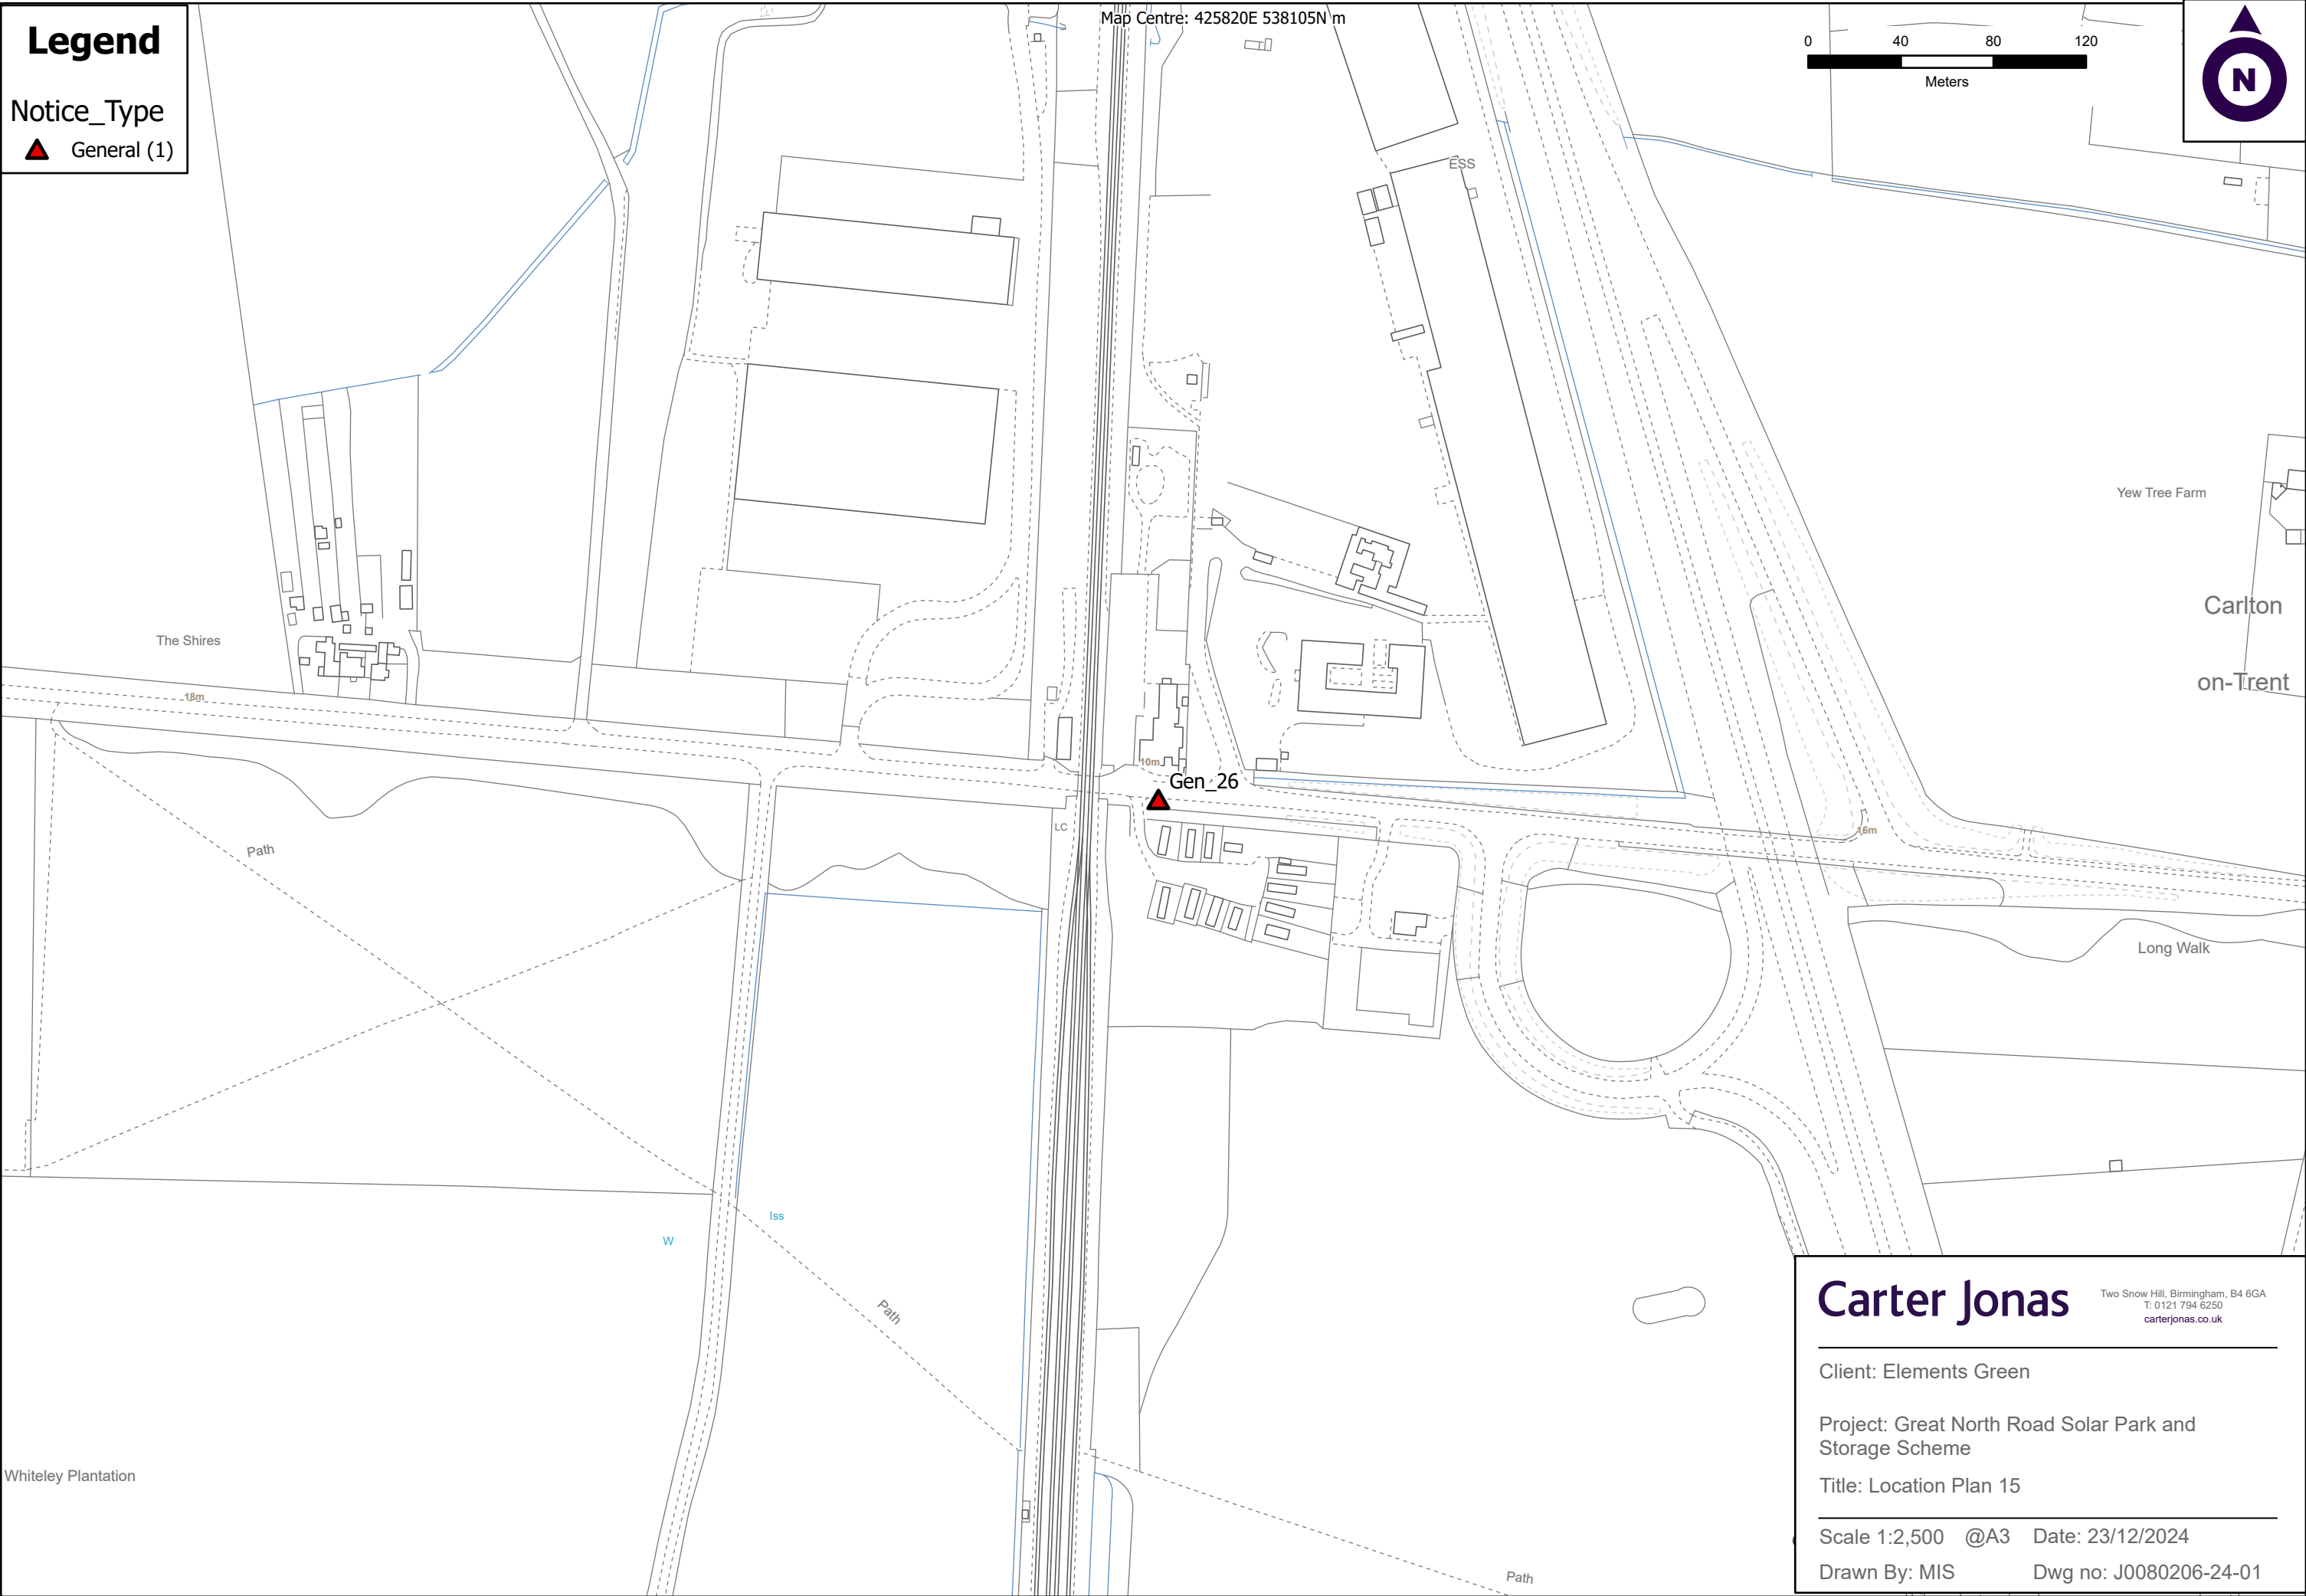 Map Centre: 425820E 538105N m
Legend
Notice_Type
General (1)
0 40 80 120
Meters
N
ESS
Yew Tree Farm
Carlton
on-Trent
The Shires
18m
10m
Gen_26
LC
16m
Path
Long Walk
Iss
W
Path
Whiteley Plantation
Path
Carter Jonas
Two Snow Hill, Birmingham, B4 6GA
T: 0121 794 6250
carterjonas.co.uk
Client: Elements Green
Project: Great North Road Solar Park and
Storage Scheme
Title: Location Plan 15
Scale 1:2,500 @A3 Date: 23/12/2024
Drawn By: MIS Dwg no: J0080206-24-01